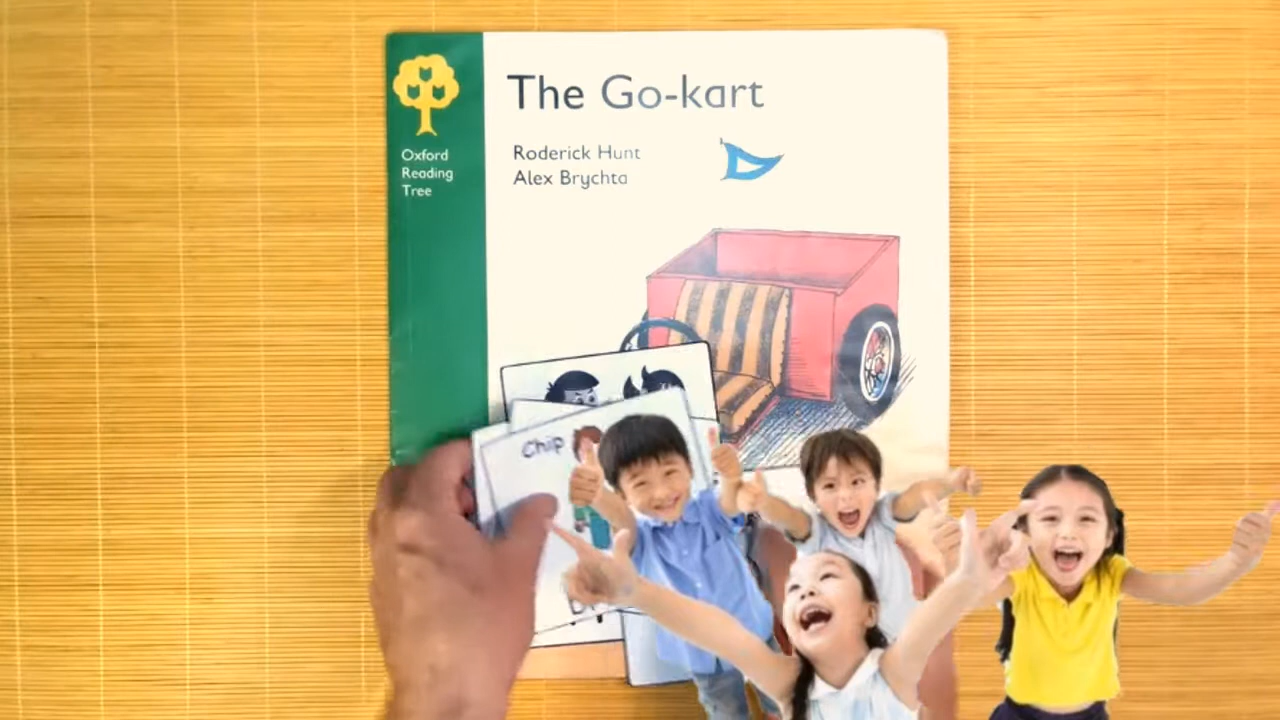 The Go-kart
Roderick Hunt
Alex Brychta
Oxford
Reading
Tree
Chip